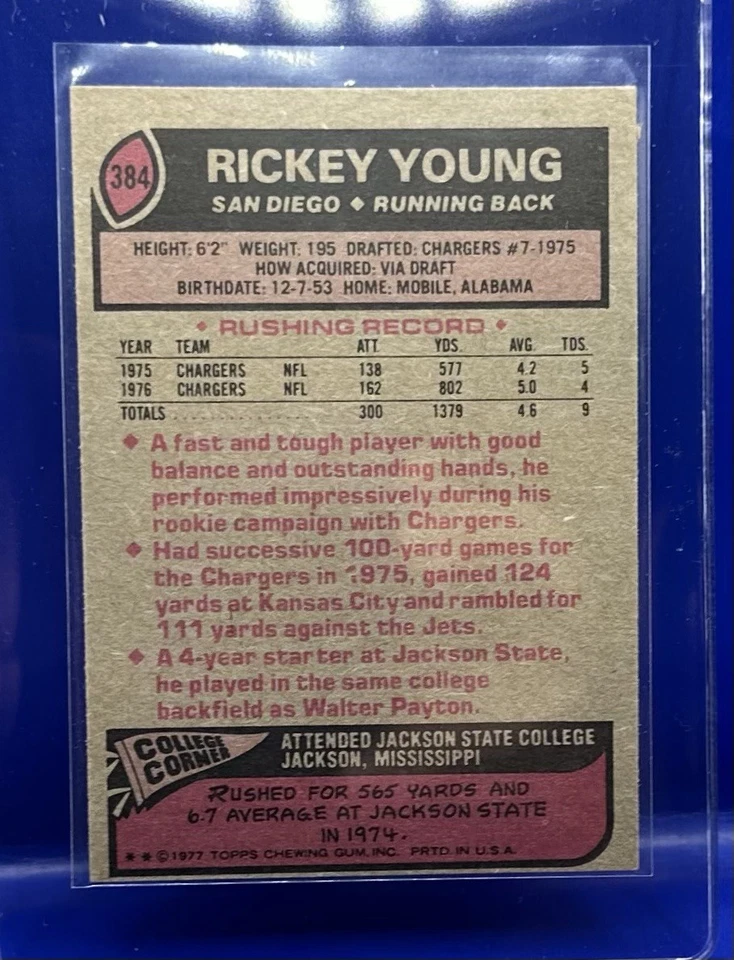 384
RICKEY YOUNG
SAN DIEGO ◆ RUNNING BACK
HEIGHT: 6'2" WEIGHT: 195 DRAFTED: CHARGERS #7-1975
HOW ACQUIRED: VIA DRAFT
BIRTHDATE: 12-7-53 HOME: MOBILE, ALABAMA
◆ RUSHING RECORD ◆
YEAR TEAM ATT. YDS. AVG. TDS.
1975 CHARGERS NFL 138 577 4.2 5
1976 CHARGERS NFL 162 802 5.0 4
TOTALS . . . . . . . . . . . . . . . . . 300 1379 4.6 9
◆ A fast and tough player with good
balance and outstanding hands, he
performed impressively during his
rookie campaign with Chargers.
◆ Had successive 100-yard games for
the Chargers in 1975, gained 124
yards at Kansas City and rambled for
111 yards against the Jets.
◆ A 4-year starter at Jackson State,
he played in the same college
backfield as Walter Payton.
COLLEGE
CORNER
ATTENDED JACKSON STATE COLLEGE
JACKSON, MISSISSIPPI
RUSHED FOR 565 YARDS AND
6.7 AVERAGE AT JACKSON STATE
IN 1974.
* * © 1977 TOPPS CHEWING GUM, INC. PRTD. IN U.S.A.